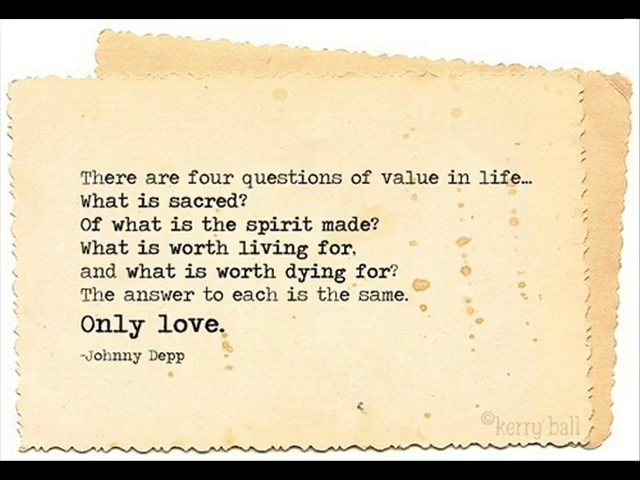 There are four questions of value in life...
What is sacred?
Of what is the spirit made?
What is worth living for,
and what is worth dying for?
The answer to each is the same.
Only love.
-Johnny Depp
©kerry ball